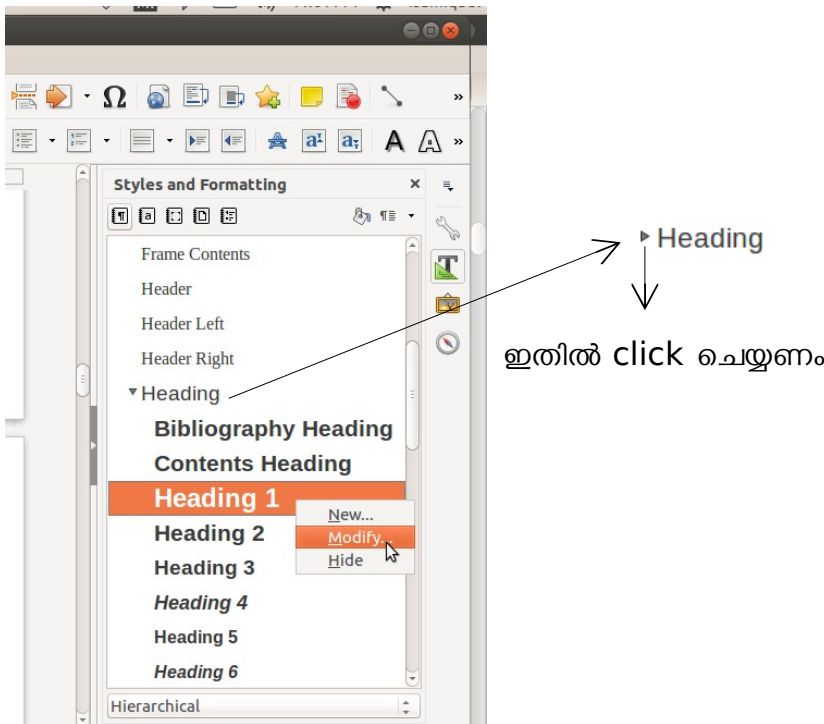 Styles and Formatting
Frame Contents
Header
Header Left
Header Right
Heading
Bibliography Heading
Contents Heading
Heading 1
Heading 2
Heading 3
Heading 4
Heading 5
Heading 6
New...
Modify...
Hide
Hierarchical
Heading
ഇതിൽ click ചെയ്യണം